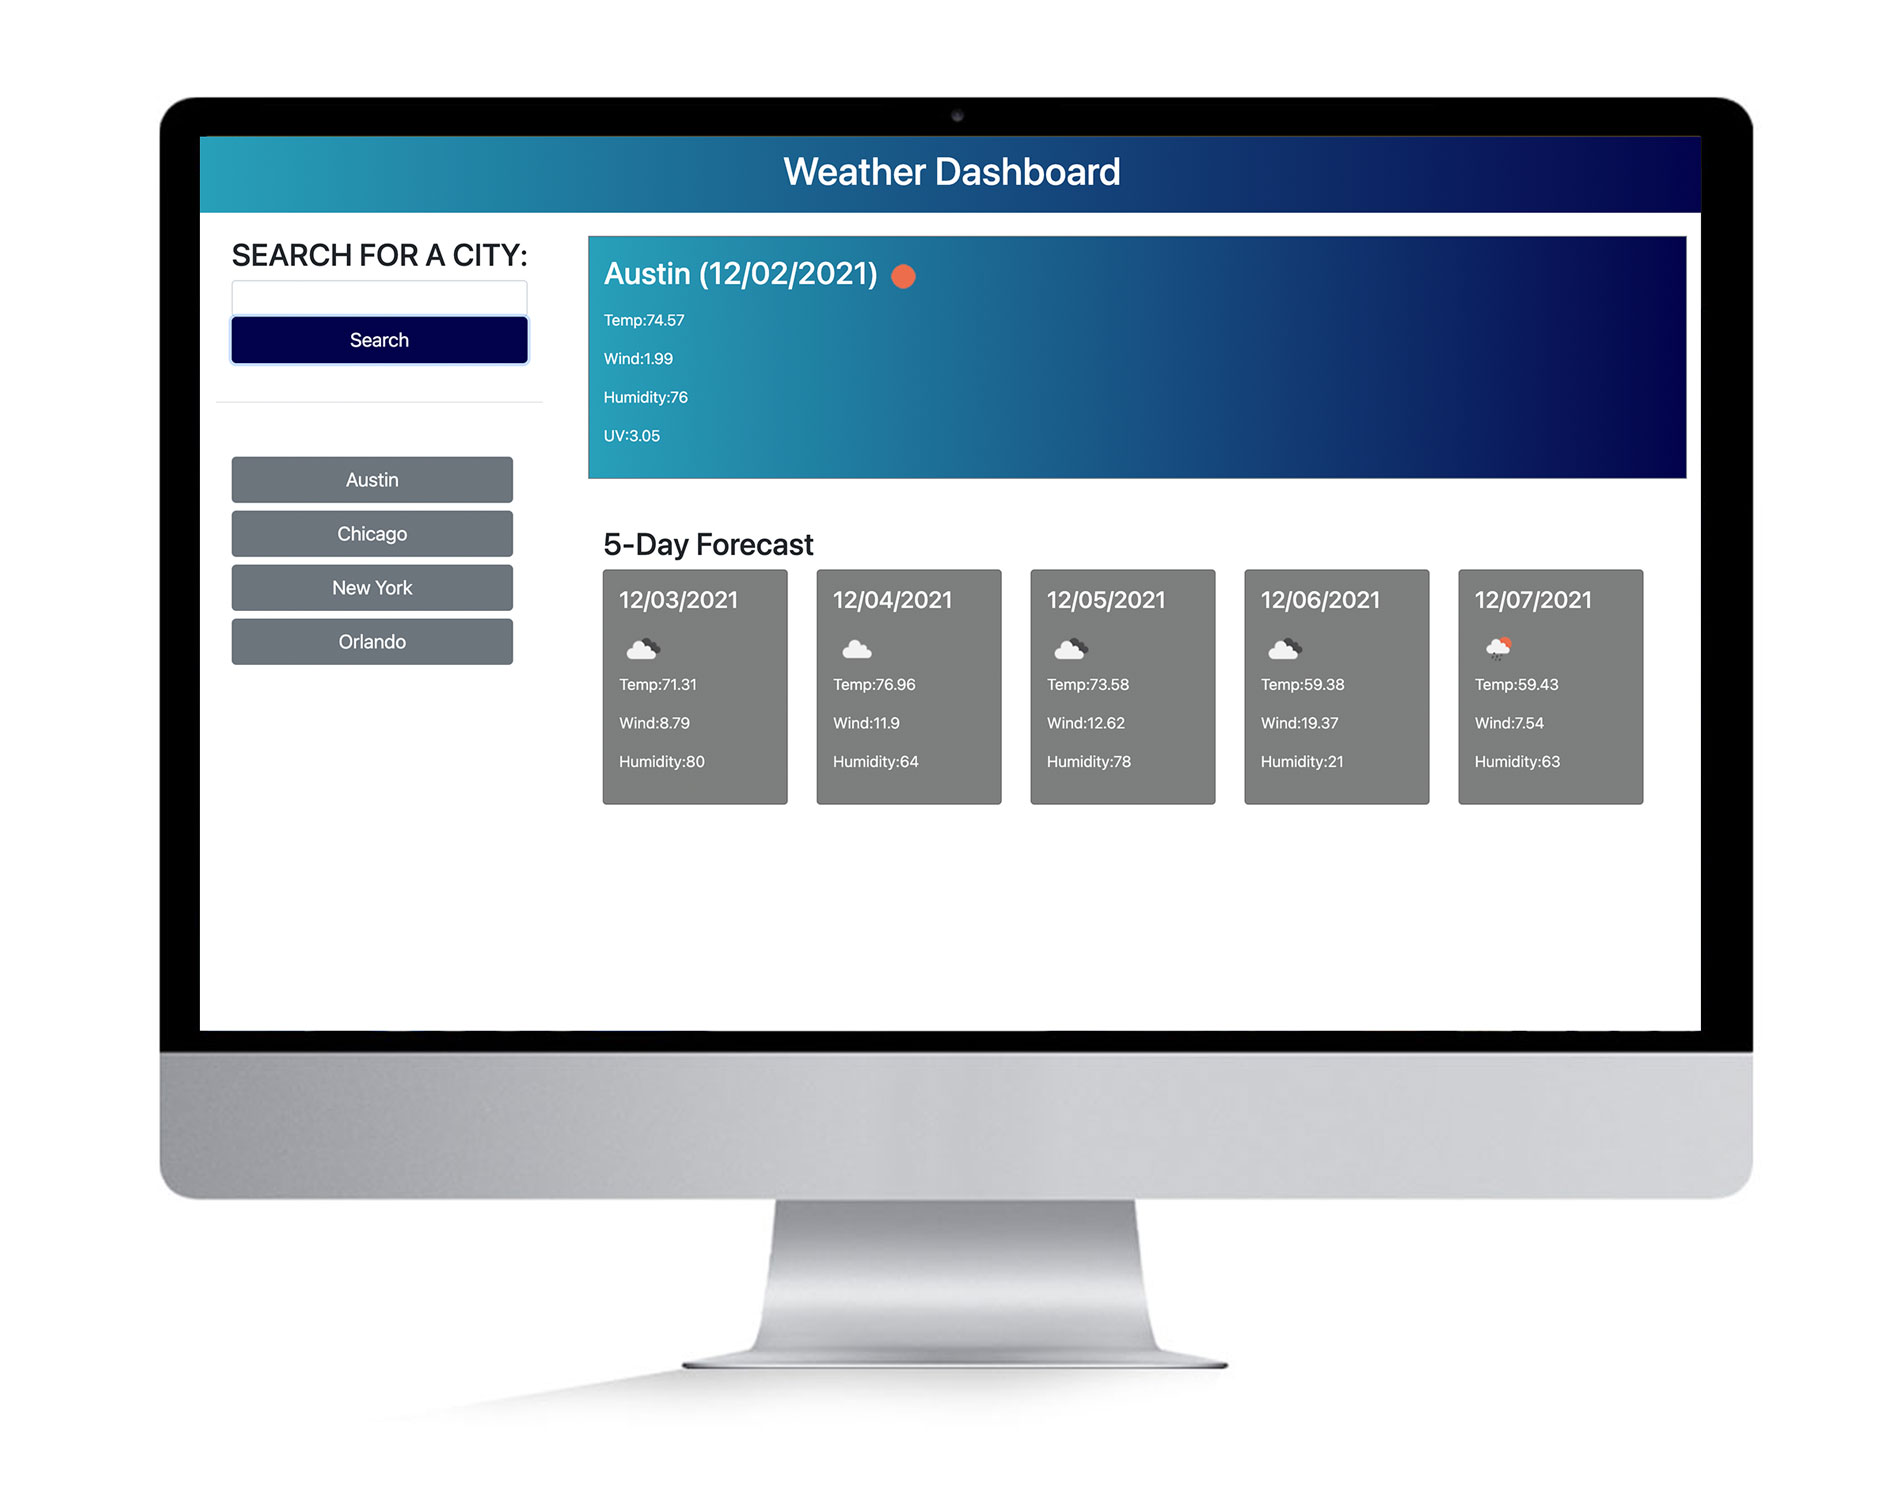 Weather Dashboard
SEARCH FOR A CITY:
Search
Austin
Chicago
New York
Orlando
Austin (12/02/2021)
Temp:74.57
Wind:1.99
Humidity:76
UV:3.05
5-Day Forecast
12/03/2021
Temp:71.31
Wind:8.79
Humidity:80
12/04/2021
Temp:76.96
Wind:11.9
Humidity:64
12/05/2021
Temp:73.58
Wind:12.62
Humidity:78
12/06/2021
Temp:59.38
Wind:19.37
Humidity:21
12/07/2021
Temp:59.43
Wind:7.54
Humidity:63